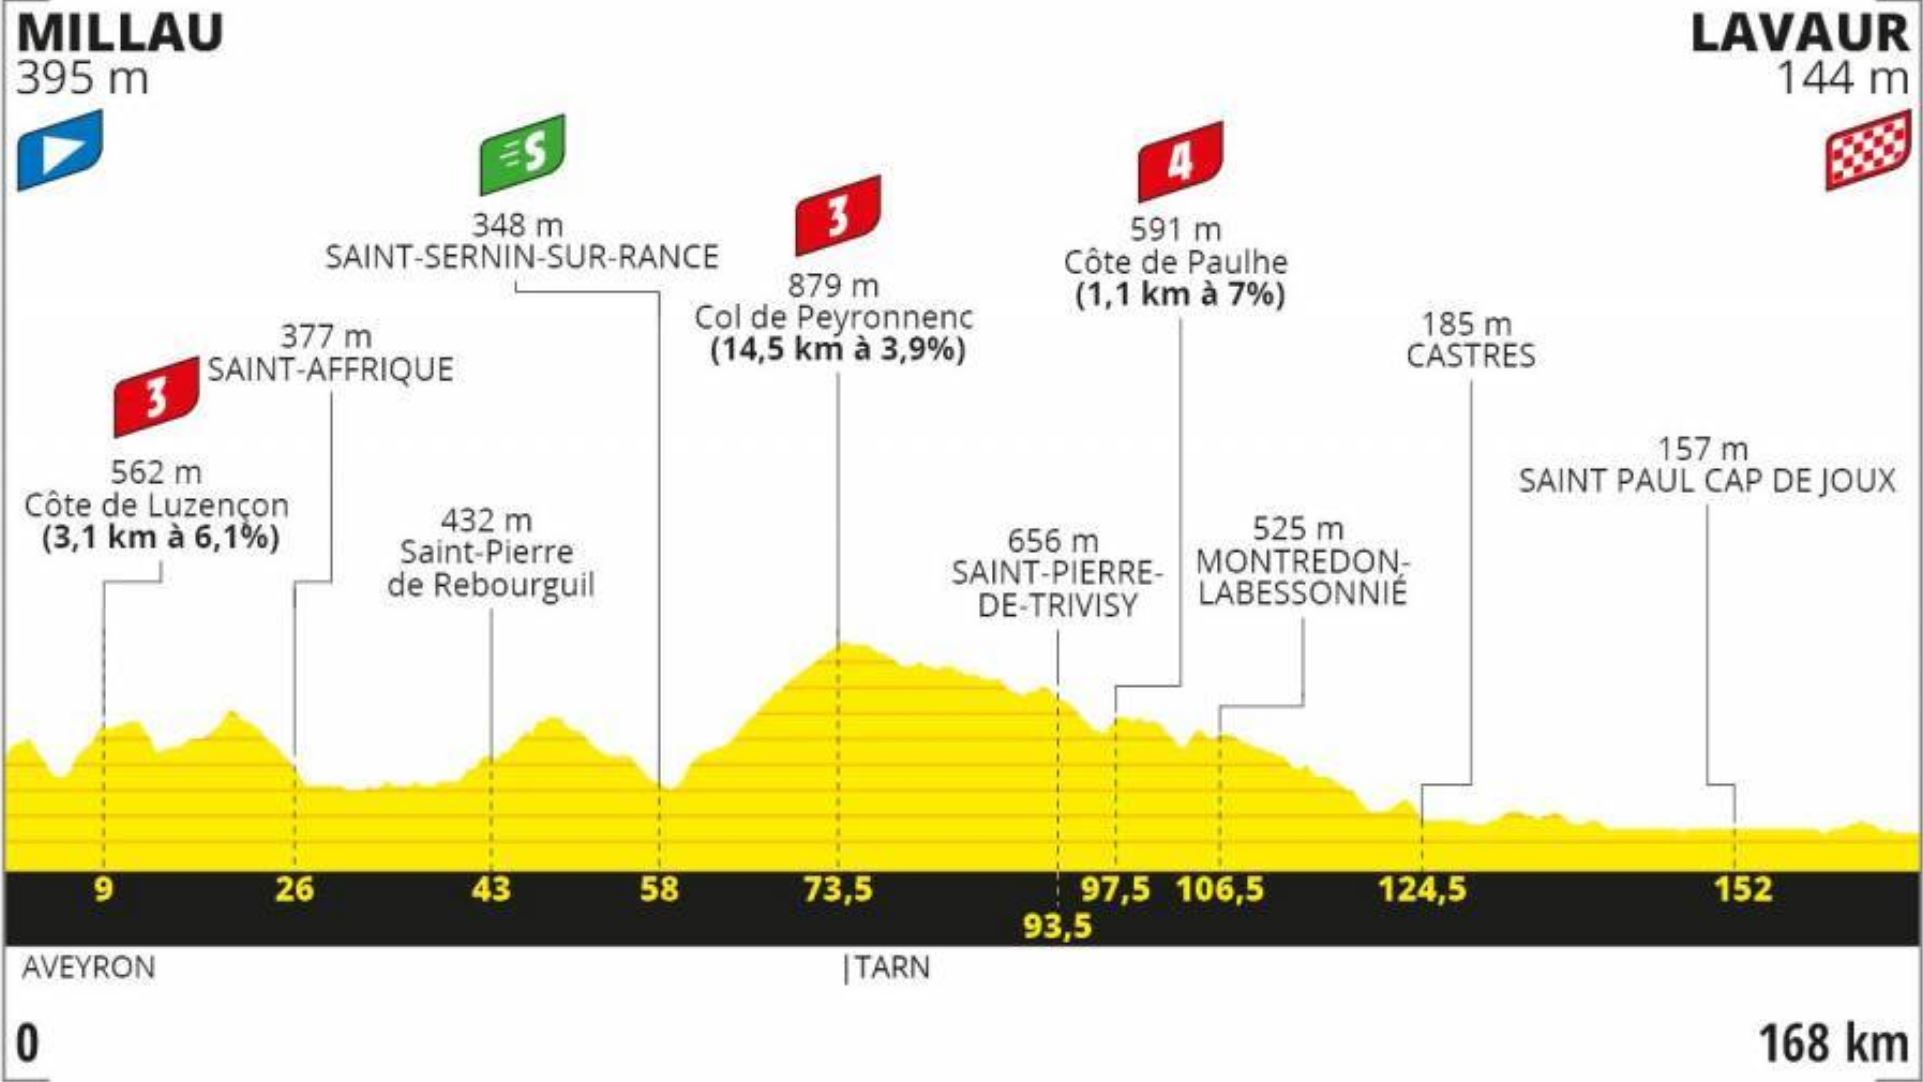 MILLAU
395 m
LAVAUR
144 m
S
348 m
SAINT-SERNIN-SUR-RANCE
3
879 m
Col de Peyronnenc
(14,5 km à 3,9%)
4
591 m
Côte de Paulhe
(1,1 km à 7%)
377 m
SAINT-AFFRIQUE
3
562 m
Côte de Luzençon
(3,1 km à 6,1%)
432 m
Saint-Pierre
de Rebourguil
656 m
SAINT-PIERRE-
DE-TRIVISY
525 m
MONTREDON-
LABESSONNIÉ
185 m
CASTRES
157 m
SAINT PAUL CAP DE JOUX
9 26 43 58 73,5 97,5 106,5 124,5 152
93,5
AVEYRON |TARN
0 168 km